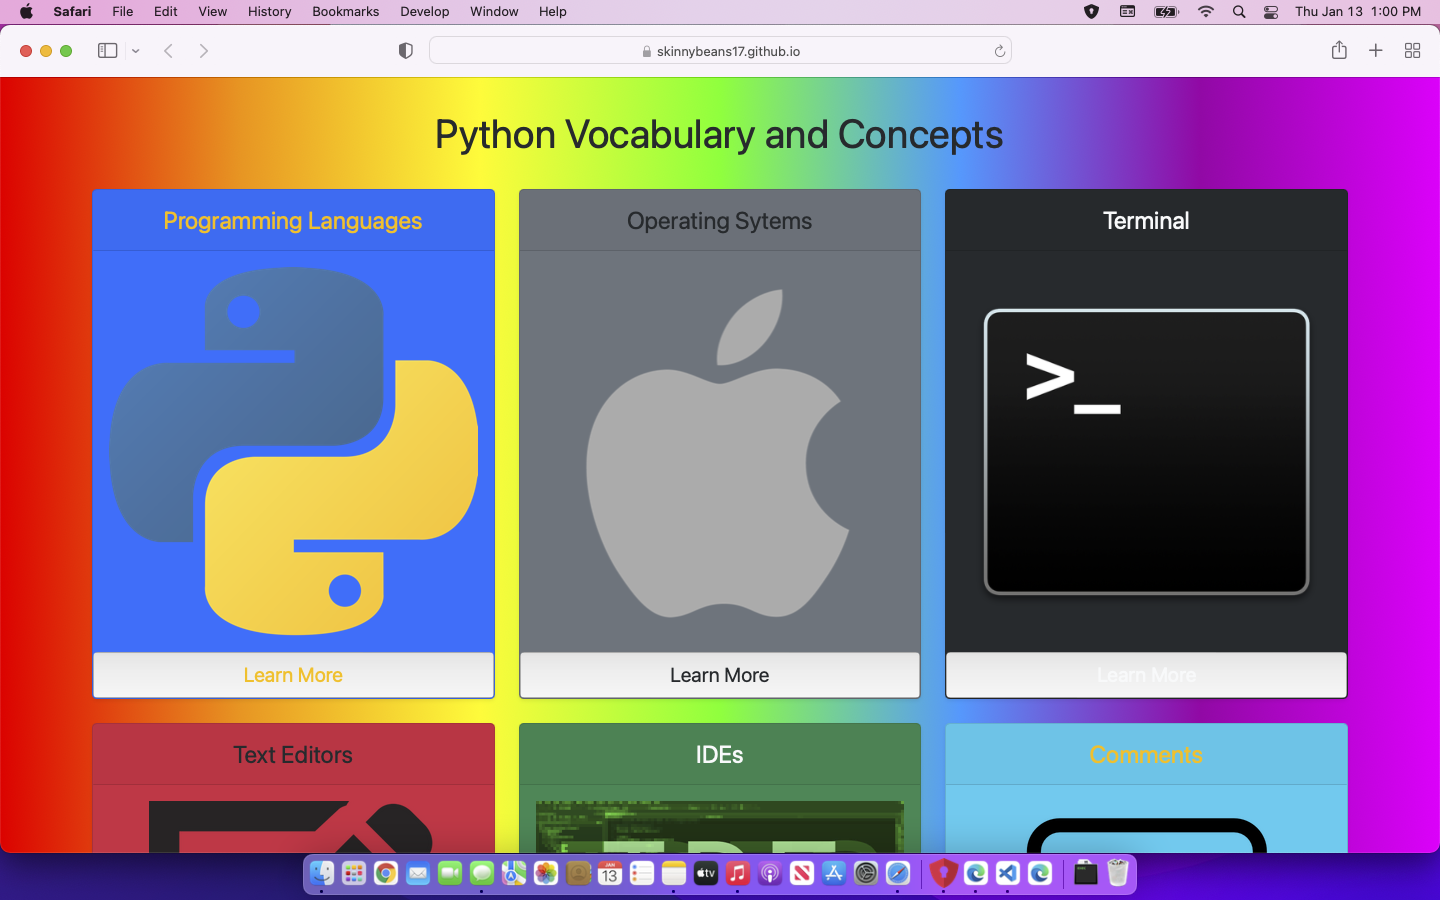 Safari File Edit View History Bookmarks Develop Window Help Thu Jan 13 1:00 PM
skinnybeans17.github.io
Python Vocabulary and Concepts
Programming Languages
Operating Sytems
Terminal
>_
Learn More
Learn More
Learn More
Text Editors
IDEs
Comments
JAN
13
tv